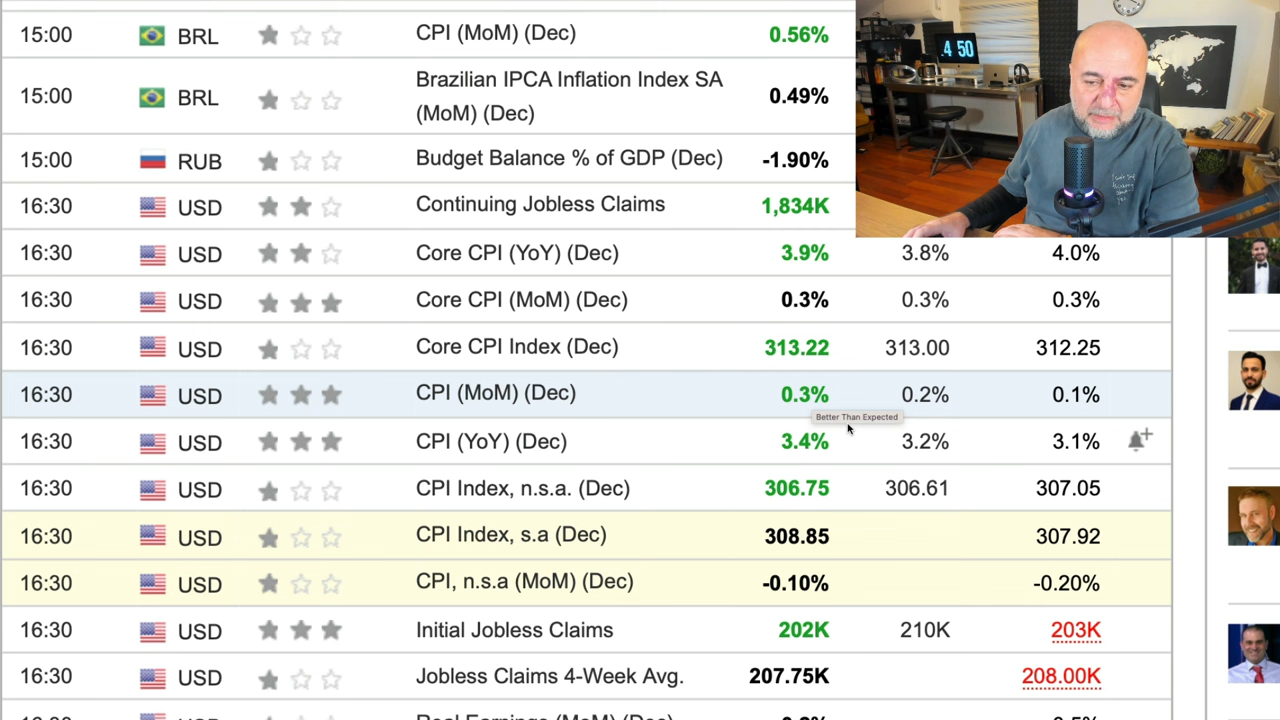 15:00 BRL CPI (MoM) (Dec) 0.56%
15:00 BRL Brazilian IPCA Inflation Index SA
(MoM) (Dec) 0.49%
15:00 RUB Budget Balance % of GDP (Dec) -1.90%
16:30 USD Continuing Jobless Claims 1,834K
16:30 USD Core CPI (YoY) (Dec) 3.9% 3.8% 4.0%
16:30 USD Core CPI (MoM) (Dec) 0.3% 0.3% 0.3%
16:30 USD Core CPI Index (Dec) 313.22 313.00 312.25
16:30 USD CPI (MoM) (Dec) 0.3% 0.2% 0.1%
Better Than Expected
16:30 USD CPI (YoY) (Dec) 3.4% 3.2% 3.1%
16:30 USD CPI Index, n.s.a. (Dec) 306.75 306.61 307.05
16:30 USD CPI Index, s.a (Dec) 308.85 307.92
16:30 USD CPI, n.s.a (MoM) (Dec) -0.10% -0.20%
16:30 USD Initial Jobless Claims 202K 210K 203K
16:30 USD Jobless Claims 4-Week Avg. 207.75K 208.00K
Real Earnings (MoM) (Dec)
4 50